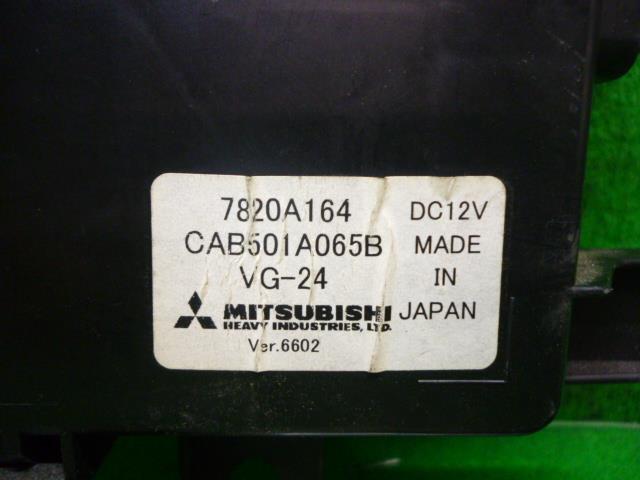 7820A164 DC12V
CAB501A065B MADE
VG-24 IN
MITSUBISHI JAPAN
HEAVY INDUSTRIES, LTD.
Ver.6602